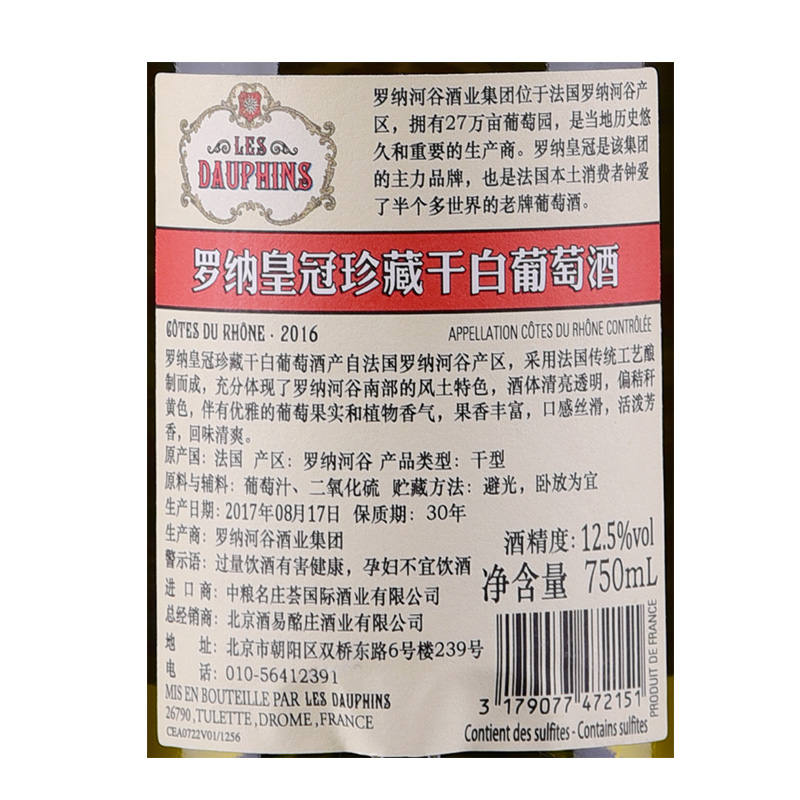 LES
DAUPHINS
罗纳河谷酒业集团位于法国罗纳河谷产
区，拥有27万亩葡萄园，是当地历史悠
久和重要的生产商。罗纳皇冠是该集团
的主力品牌，也是法国本土消费者钟爱
了半个多世界的老牌葡萄酒。
罗纳皇冠珍藏干白葡萄酒
CÔTES DU RHÔNE · 2016
APPELLATION CÔTES DU RHÔNE CONTRÔLÉE
罗纳皇冠珍藏干白葡萄酒产自法国罗纳河谷产区，采用法国传统工艺酿
制而成，充分体现了罗纳河谷南部的风土特色，酒体清亮透明，偏秸秆
黄色，伴有优雅的葡萄果实和植物香气，果香丰富，口感丝滑，活泼芳
香，回味清爽。
原产国：法国 产区：罗纳河谷 产品类型：干型
原料与辅料：葡萄汁、二氧化硫 贮藏方法：避光，卧放为宜
生产日期：2017年08月17日 保质期：30年
生产商：罗纳河谷酒业集团
警示语：过量饮酒有害健康，孕妇不宜饮酒
进口商：中粮名庄荟国际酒业有限公司
总经销商：北京酒易酩庄酒业有限公司
地 址：北京市朝阳区双桥东路6号楼239号
电 话：010-56412391
MIS EN BOUTEILLE PAR LES DAUPHINS
26790, TULETTE, DROME, FRANCE
CEA0722V01/1256
酒精度：12.5%vol
净含量 750mL
3 179077 472151
PRODUIT DE FRANCE
Contient des sulfites - Contains sulfites